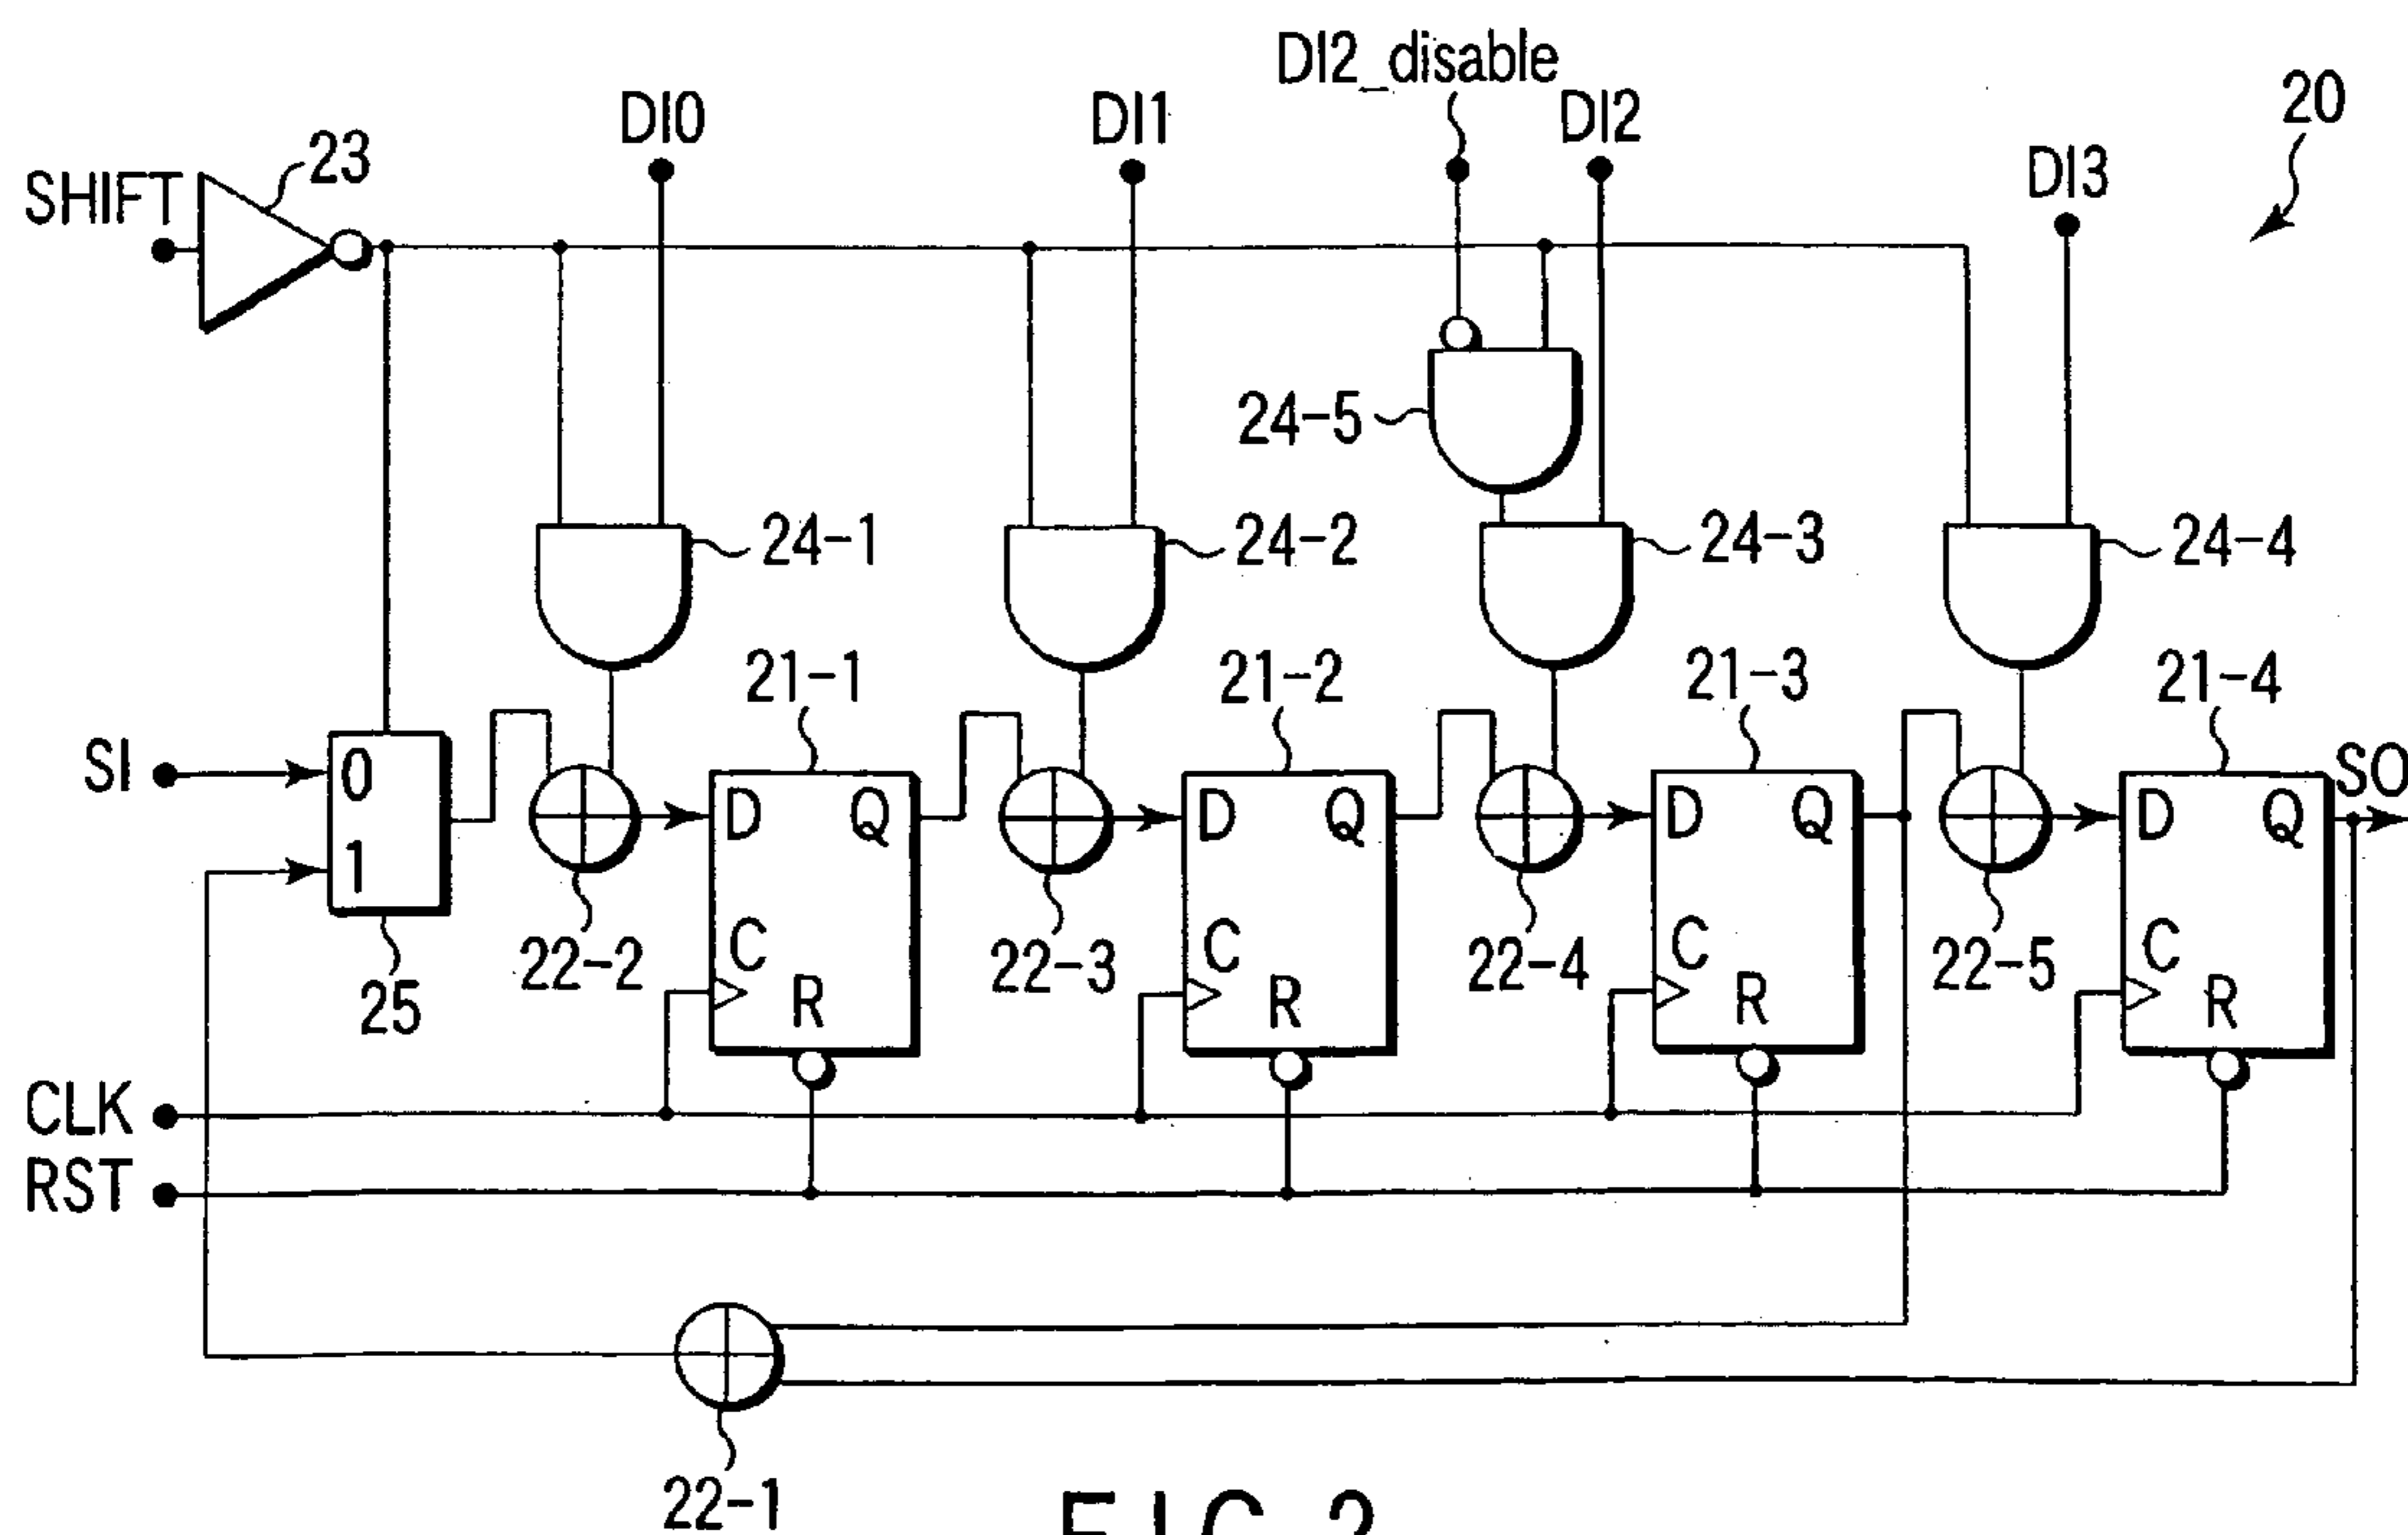 DI2_disable
DI0
DI1
DI2
20
DI3
SHIFT
23
24-5
24-1
24-2
24-3
24-4
21-1
21-2
21-3
21-4
SI
0
1
SO
D Q
D Q
D Q
D Q
C
R
C
R
C
R
C
R
25
22-2
22-3
22-4
22-5
CLK
RST
22-1
FIG. 2